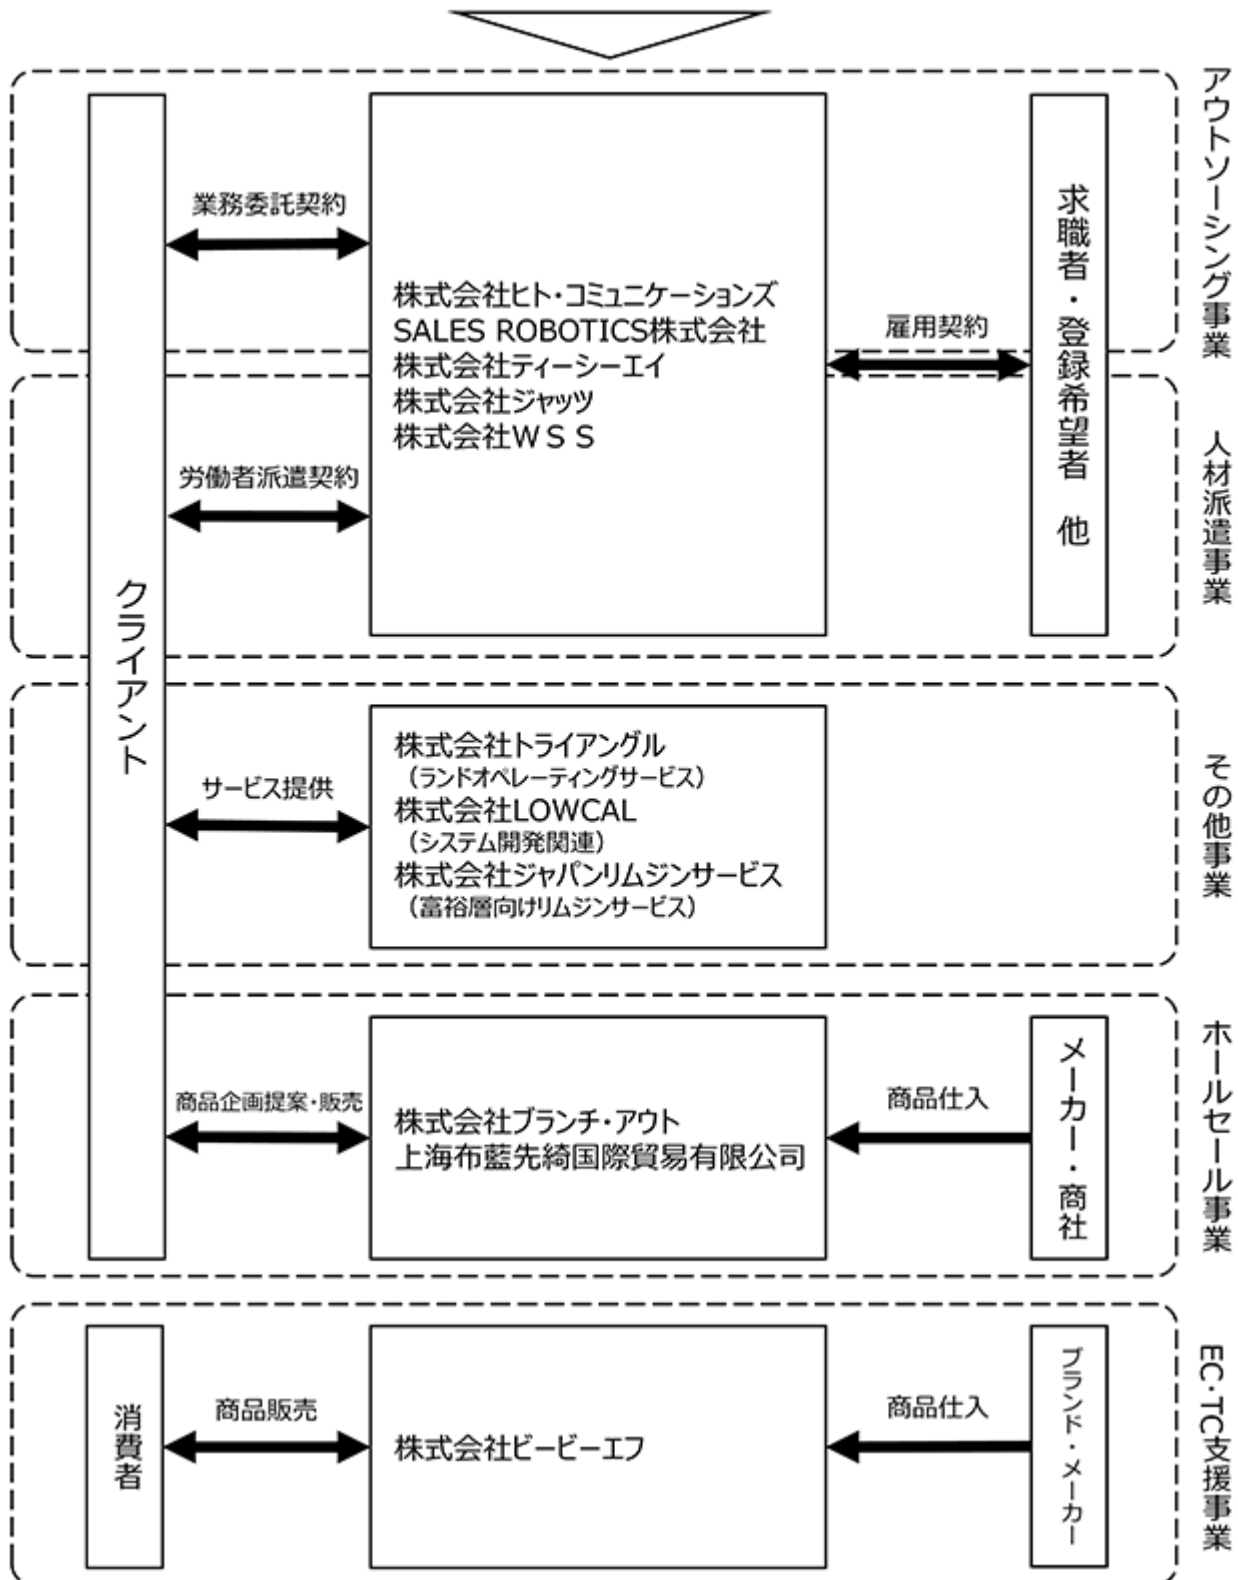 アウトソーシング事業
業務委託契約
株式会社ヒト・コミュニケーションズ
SALES ROBOTICS株式会社
株式会社ティーシーエイ
株式会社ジャッツ
株式会社WSS
雇用契約
求職者・登録希望者 他
人材派遣事業
労働者派遣契約
クライアント
その他事業
サービス提供
株式会社トライアングル
（ランドオペレーティングサービス）
株式会社LOWCAL
（システム開発関連）
株式会社ジャパンリムジンサービス
（富裕層向けリムジンサービス）
ホールセール事業
商品企画提案・販売
株式会社ブランチ・アウト
上海布藍先綺国際貿易有限公司
商品仕入
メーカー・商社
EC・TC支援事業
消費者
商品販売
株式会社ビービーエフ
商品仕入
ブランド・メーカー